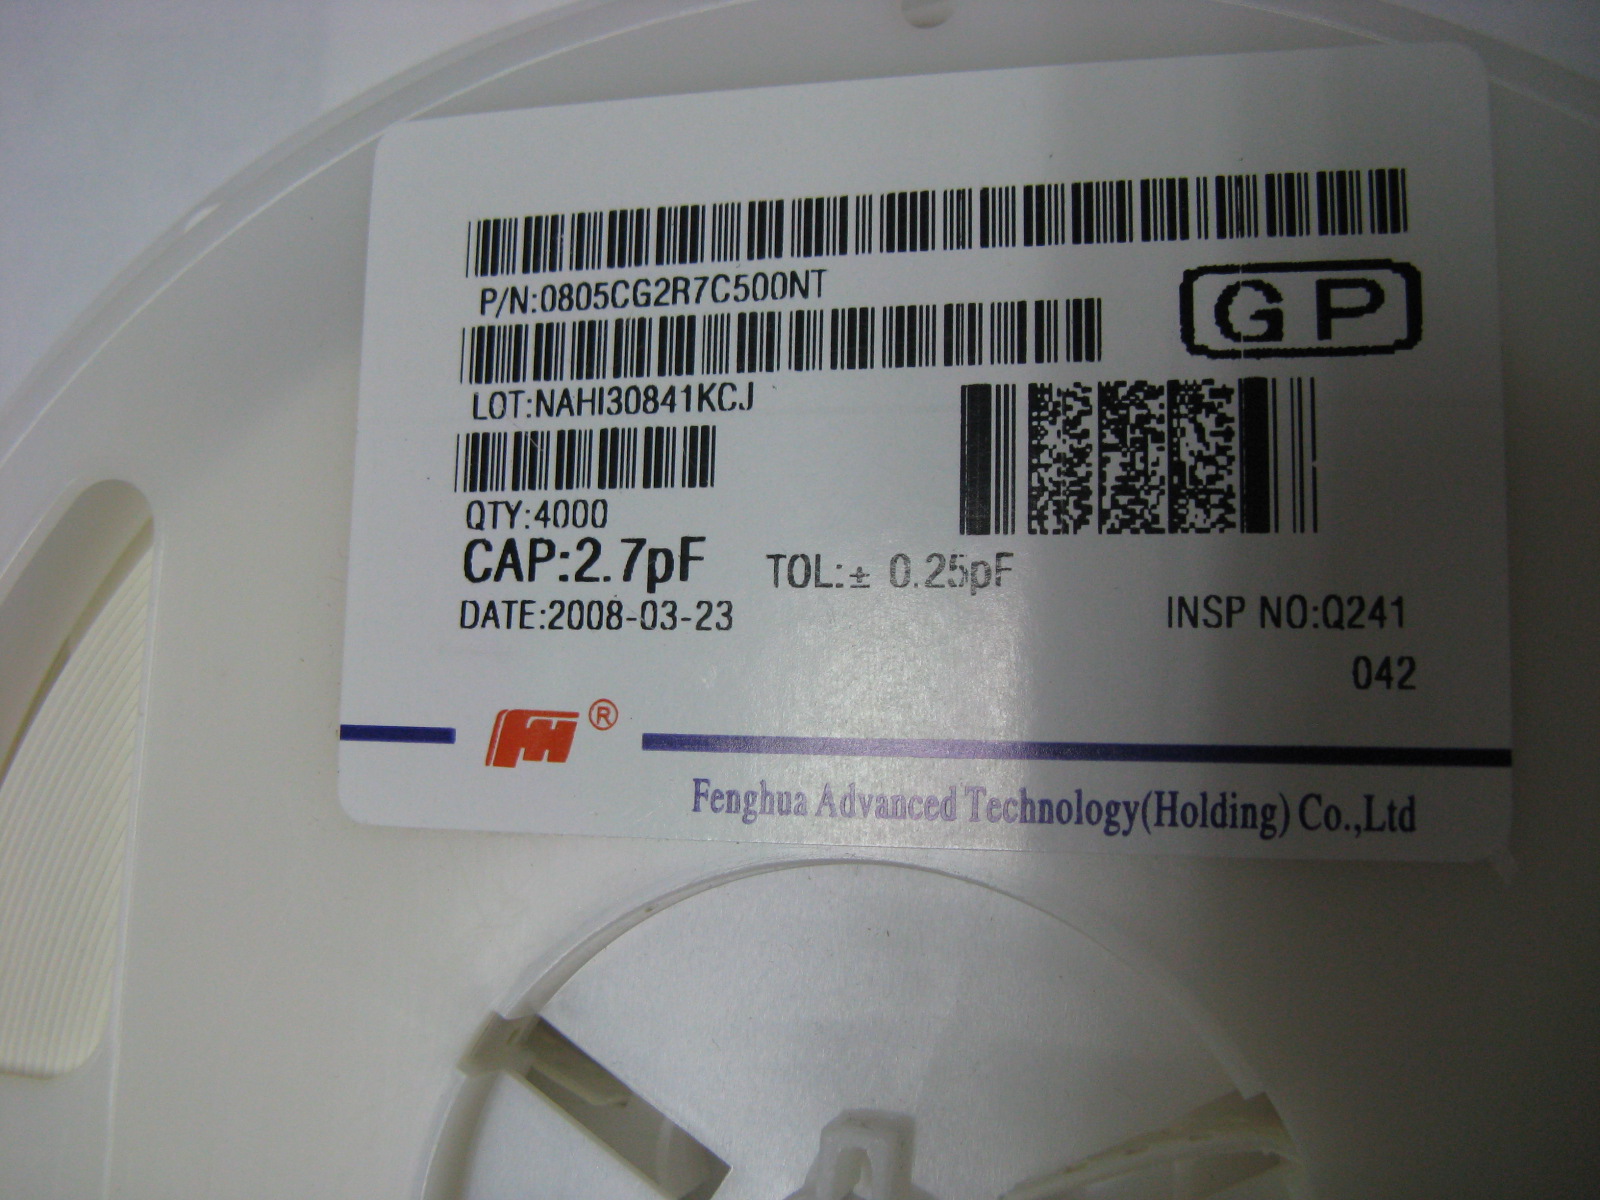 P/N:0805CG2R7C500NT
GP
LOT:NAHI30841KCJ
QTY:4000
CAP:2.7pF TOL:± 0.25pF
DATE:2008-03-23 INSP NO:Q241
042
FH ®
Fenghua Advanced Technology(Holding) Co.,Ltd